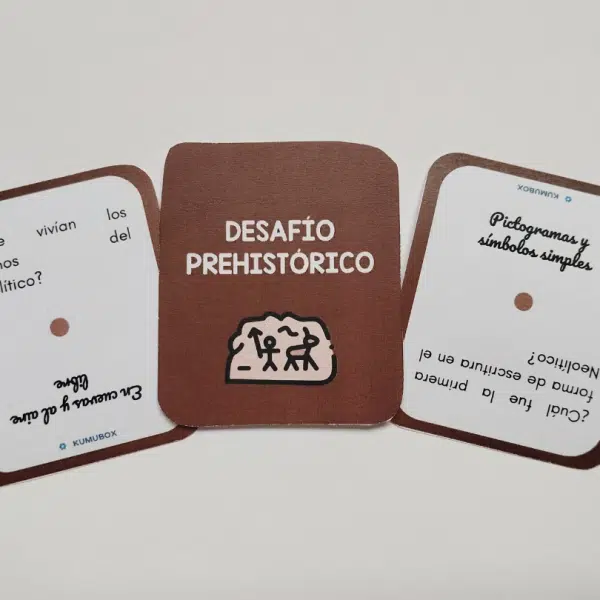 vivían los
del
lítico?
En cuevas y al aire
libre
KUMUBOX
DESAFÍO
PREHISTÓRICO
KUMUBOX
Pictogramas y
símbolos simples
¿Cuál fue la primera
forma de escritura en el
Neolítico?